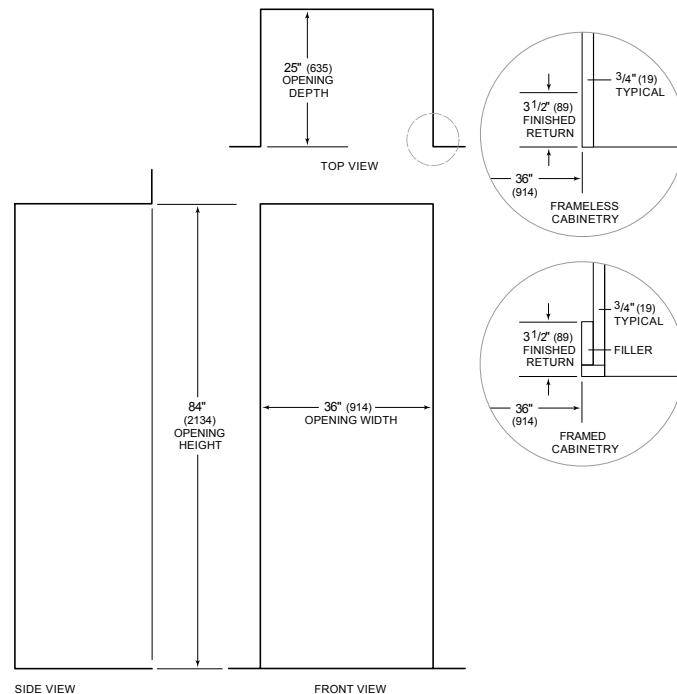 25" (635)
OPENING
DEPTH
TOP VIEW
3/4" (19)
TYPICAL
3 1/2" (89)
FINISHED
RETURN
36"
(914)
FRAMELESS
CABINETRY
3/4" (19)
TYPICAL
3 1/2" (89)
FINISHED
RETURN
FILLER
36"
(914)
FRAMED
CABINETRY
84"
(2134)
OPENING
HEIGHT
36" (914)
OPENING WIDTH
SIDE VIEW
FRONT VIEW